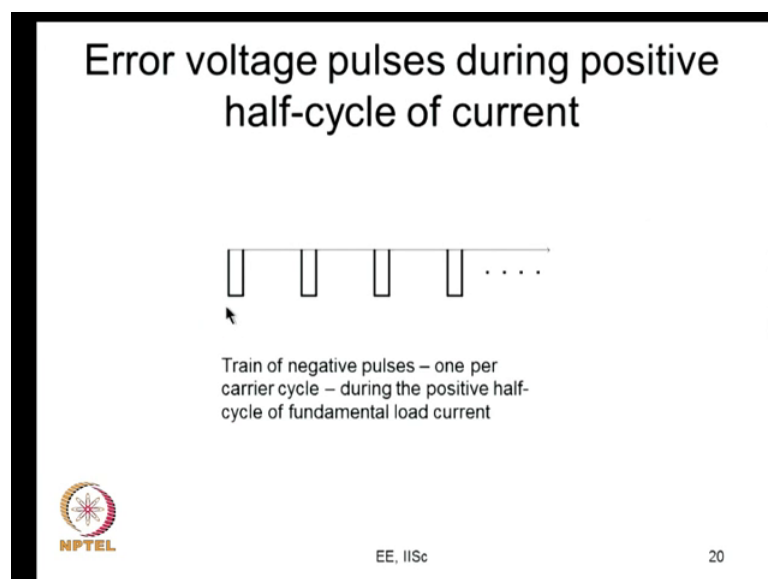 Error voltage pulses during positive
half-cycle of current
Train of negative pulses – one per
carrier cycle – during the positive half-
cycle of fundamental load current
NPTEL
EE, IISc
20